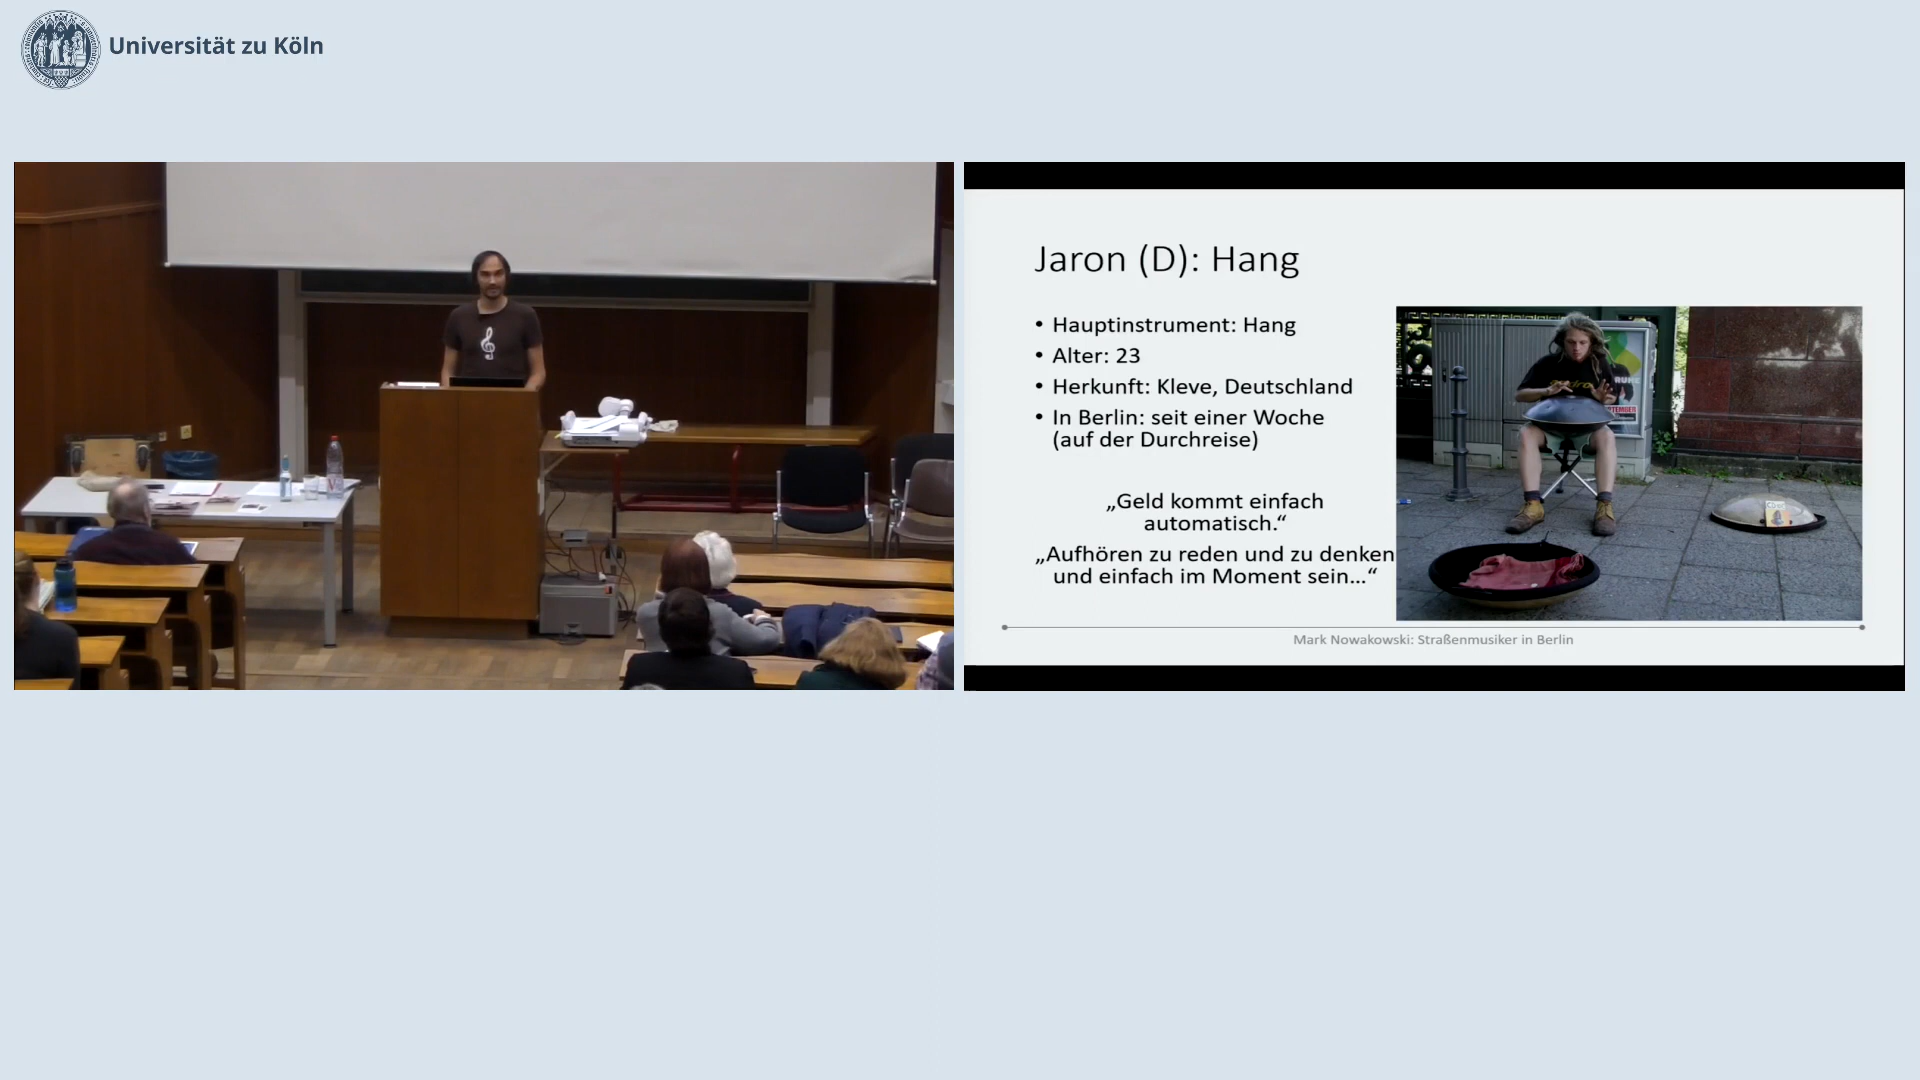 Universität zu Köln
Jaron (D): Hang
• Hauptinstrument: Hang
• Alter: 23
• Herkunft: Kleve, Deutschland
• In Berlin: seit einer Woche
(auf der Durchreise)
„Geld kommt einfach
automatisch.“
„Aufhören zu reden und zu denken
und einfach im Moment sein...“
Mark Nowakowski: Straßenmusiker in Berlin